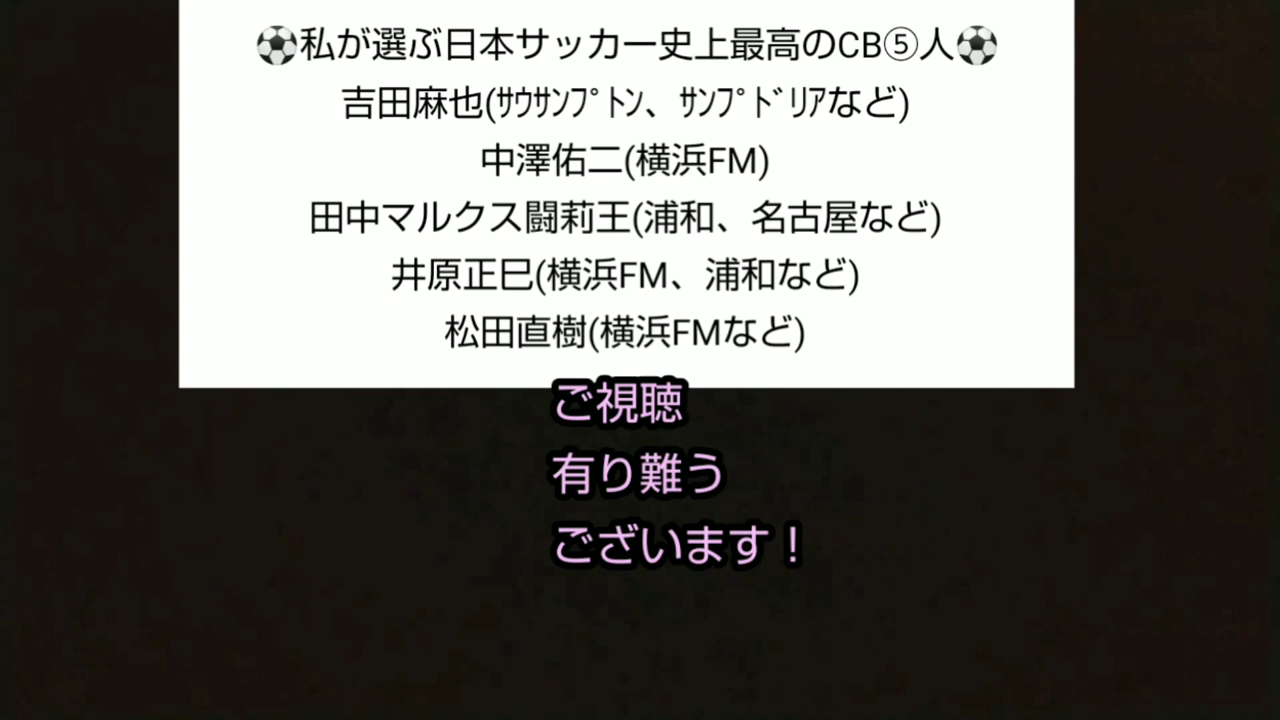 ⚽私が選ぶ日本サッカー史上最高のCB⑤人⚽
吉田麻也(ｻｳｻﾝﾌﾟﾄﾝ、ｻﾝﾌﾟﾄﾞﾘｱなど)
中澤佑二(横浜FM)
田中マルクス闘莉王(浦和、名古屋など)
井原正巳(横浜FM、浦和など)
松田直樹(横浜FMなど)
ご視聴
有り難う
ございます！